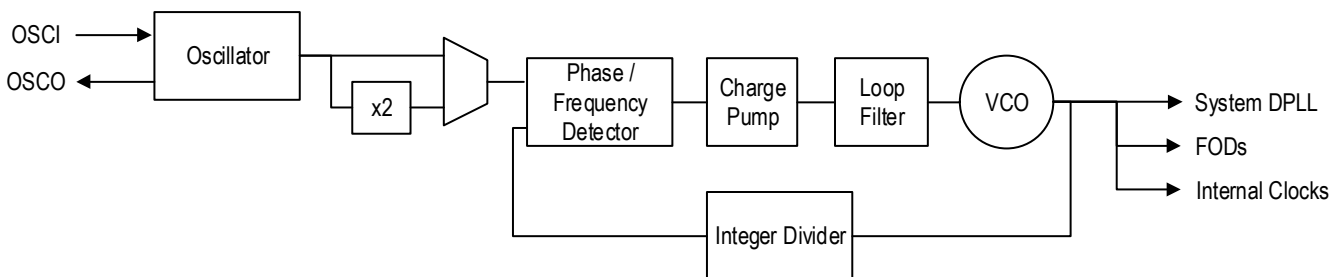 OSCI
OSCO
Oscillator
x2
Phase /
Frequency
Detector
Charge
Pump
Loop
Filter
VCO
System DPLL
FODs
Internal Clocks
Integer Divider